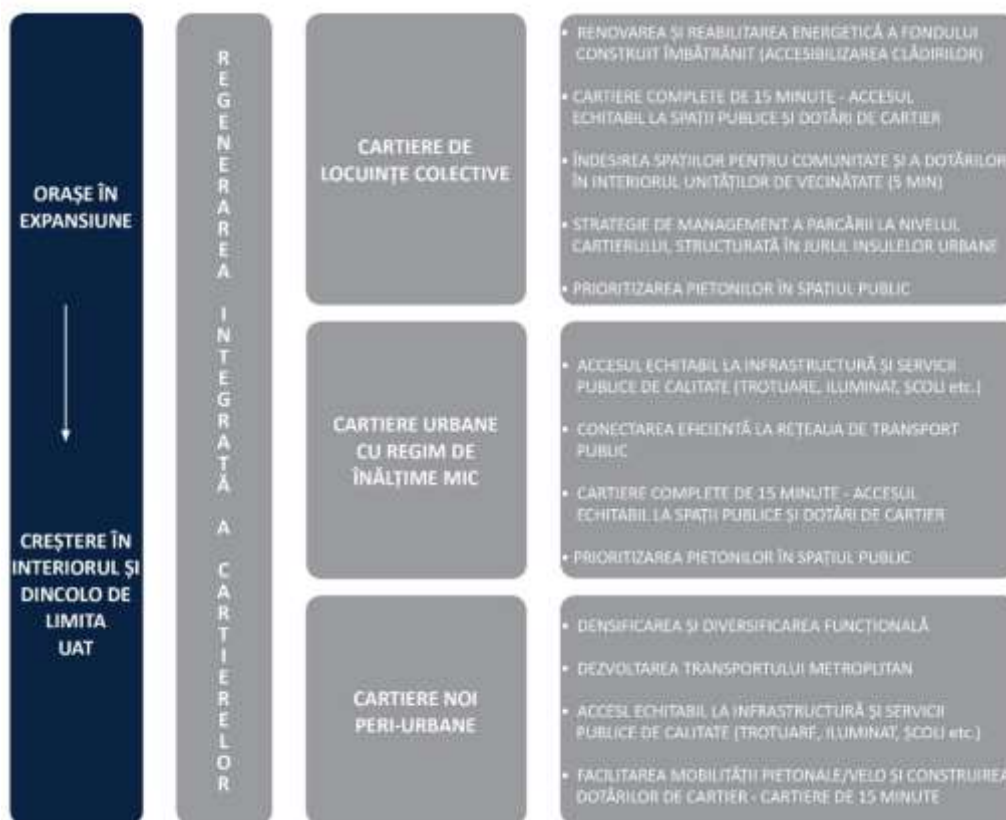 ORAȘE ÎN
EXPANSIUNE
CREȘTERE ÎN
INTERIORUL ȘI
DINCOLO DE
LIMITA
UAT
REGENERAREA INTEGRATĂ A CARTIERELOR
CARTIERE DE
LOCUINȚE COLECTIVE
• RENOVAREA ȘI REABILITAREA ENERGETICĂ A FONDULUI
CONSTRUIT ÎMBĂTRÂNIT (ACCESIBILIZAREA CLĂDIRILOR)
• CARTIERE COMPLETE DE 15 MINUTE - ACCESUL
ECHITABIL LA SPAȚII PUBLICE ȘI DOTĂRI DE CARTIER
• ÎNDESIREA SPAȚIILOR PENTRU COMUNITATE ȘI A DOTĂRILOR
ÎN INTERIORUL UNITĂȚILOR DE VECINĂTATE (5 MIN)
• STRATEGIE DE MANAGEMENT A PARCĂRII LA NIVELUL
CARTIERULUI, STRUCTURATĂ ÎN JURUL INSULELOR URBANE
• PRIORITIZAREA PIETONILOR ÎN SPAȚIUL PUBLIC
CARTIERE URBANE
CU REGIM DE
ÎNĂLȚIME MIC
• ACCESUL ECHITABIL LA INFRASTRUCTURĂ ȘI SERVICII
PUBLICE DE CALITATE (TROTUARE, ILUMINAT, ȘCOLI etc.)
• CONECTAREA EFICIENTĂ LA REȚEAUA DE TRANSPORT
PUBLIC
• CARTIERE COMPLETE DE 15 MINUTE - ACCESUL
ECHITABIL LA SPAȚII PUBLICE ȘI DOTĂRI DE CARTIER
• PRIORITIZAREA PIETONILOR ÎN SPAȚIUL PUBLIC
CARTIERE NOI
PERI-URBANE
• DENSIFICAREA ȘI DIVERSIFICAREA FUNCȚIONALĂ
• DEZVOLTAREA TRANSPORTULUI METROPLITAN
• ACCESL ECHITABIL LA INFRASTRUCTURĂ ȘI SERVICII
PUBLICE DE CALITATE (TROTUARE, ILUMINAT, ȘCOLI etc.)
• FACILITAREA MOBILITĂȚII PIETONALE/VELO ȘI CONSTRUIREA
DOTĂRILOR DE CARTIER - CARTIERE DE 15 MINUTE